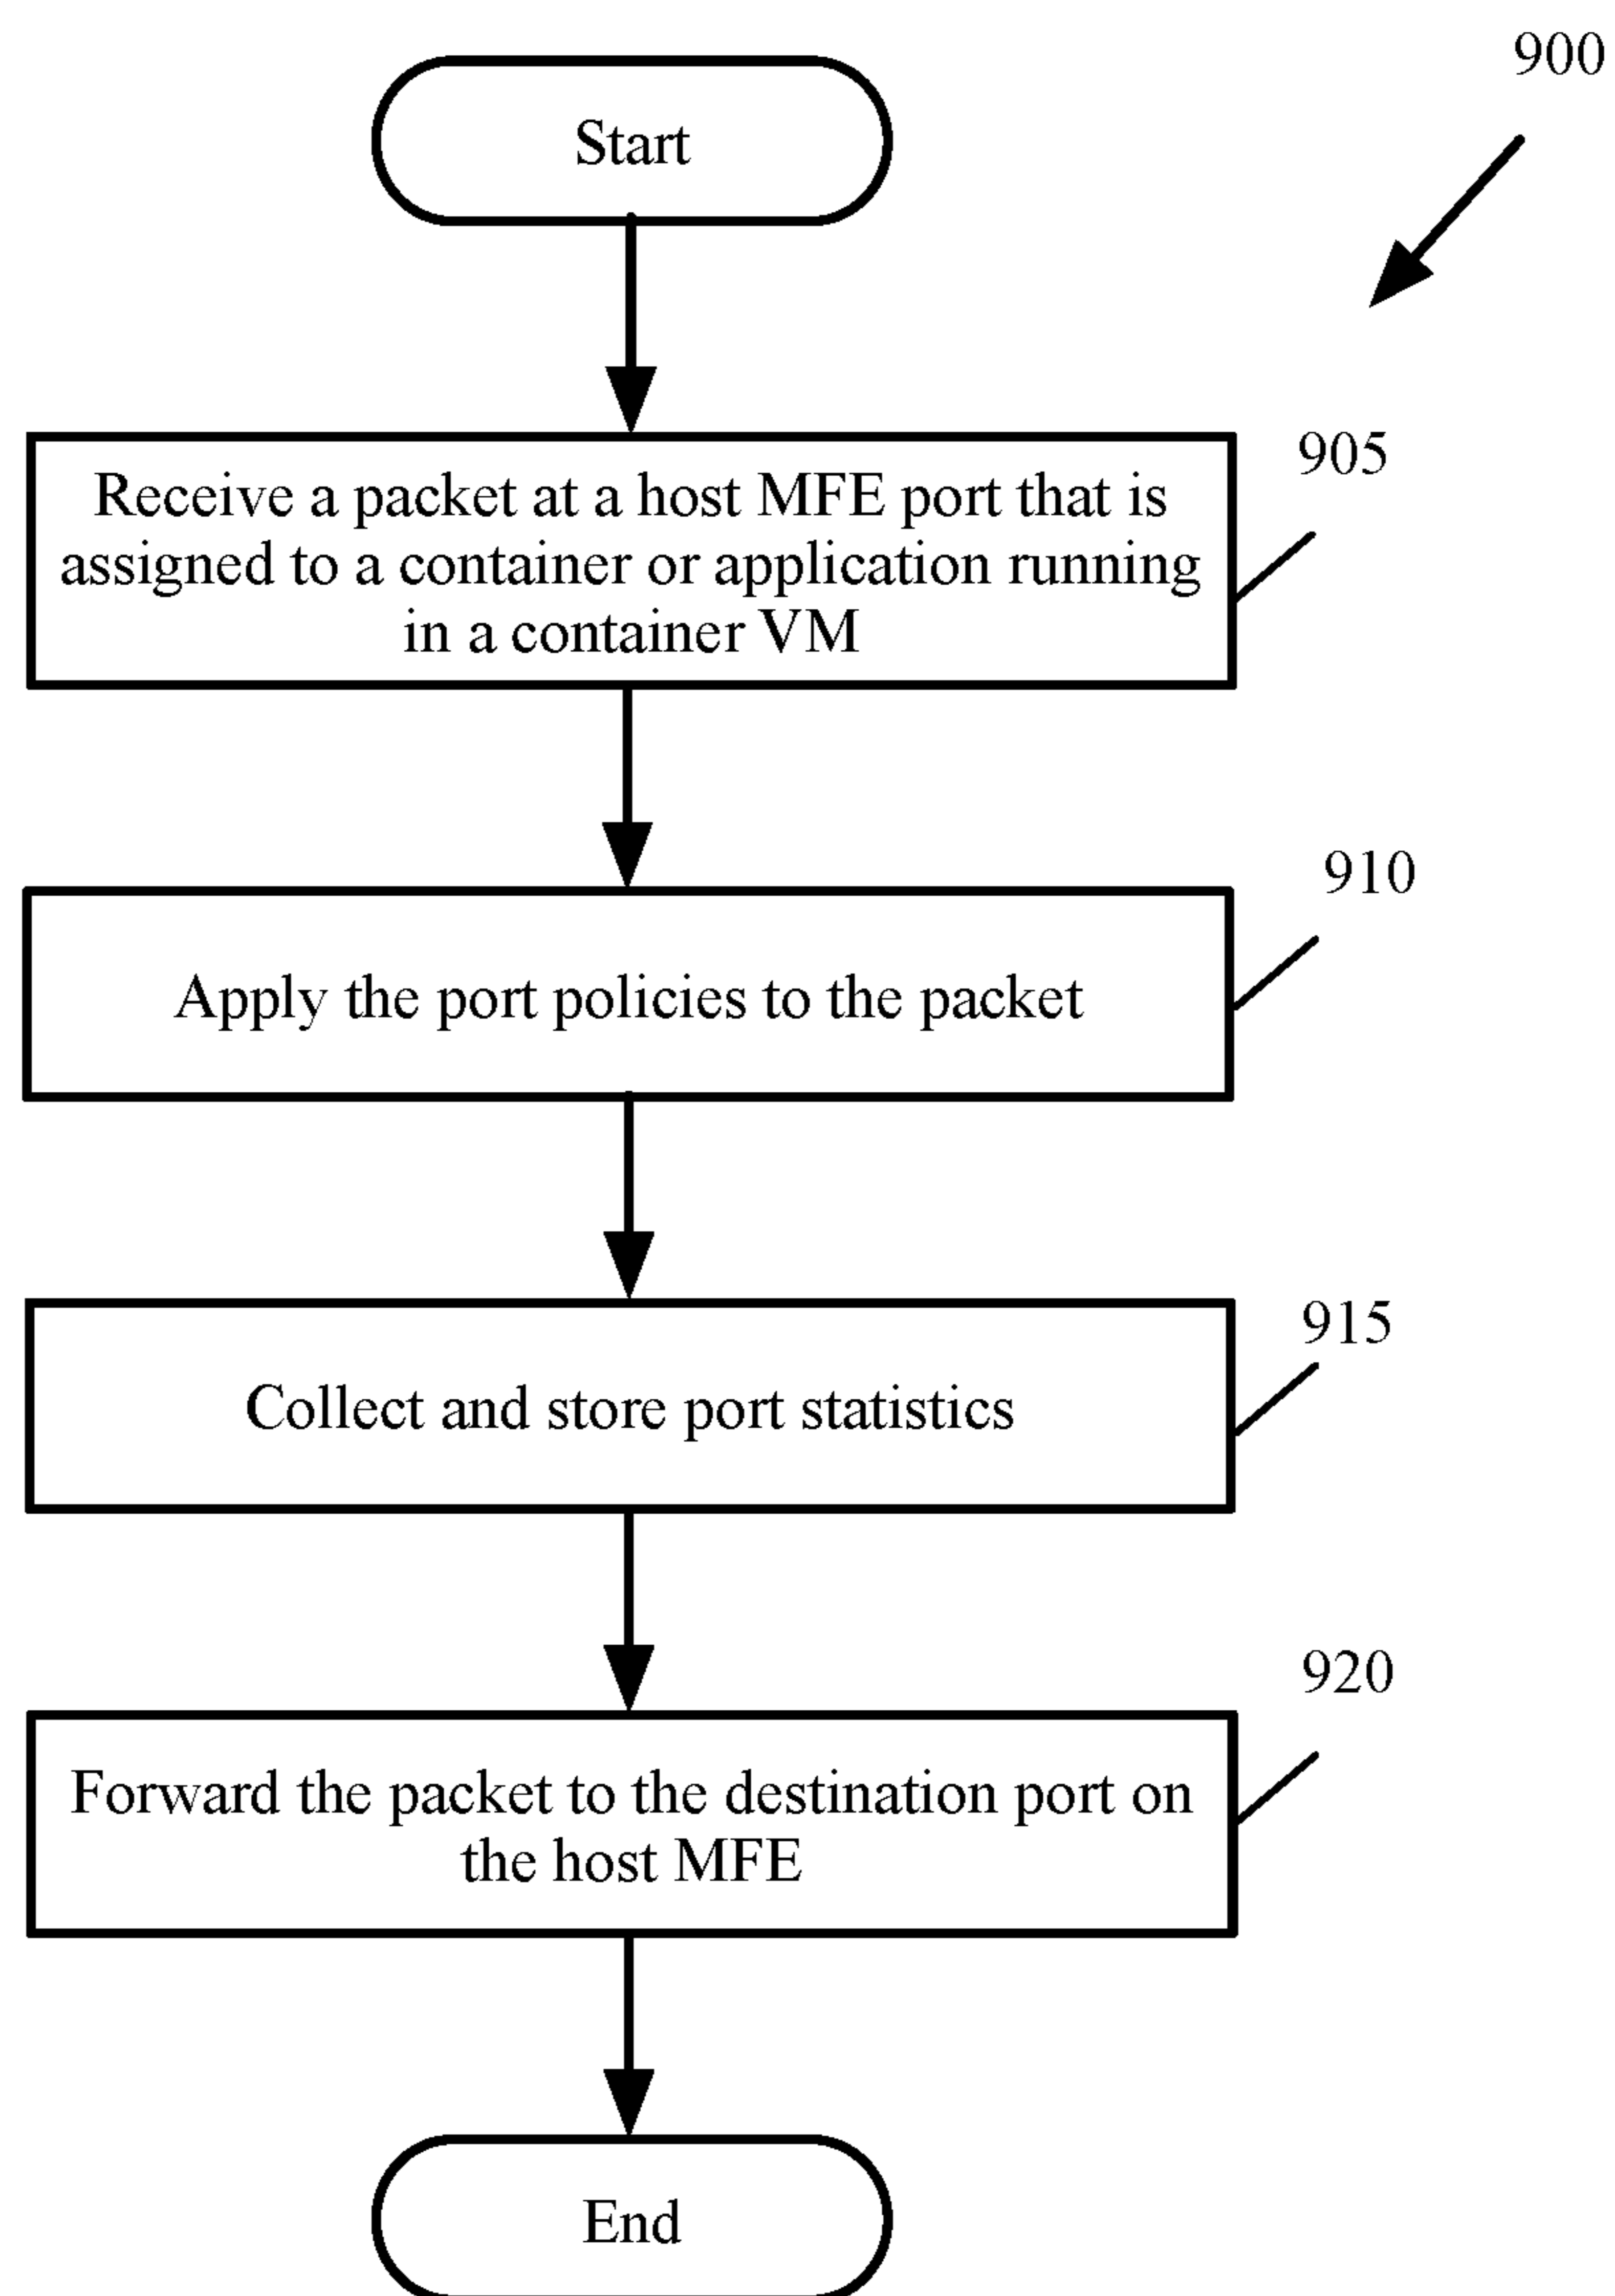 900
Start
905
Receive a packet at a host MFE port that is
assigned to a container or application running
in a container VM
910
Apply the port policies to the packet
915
Collect and store port statistics
920
Forward the packet to the destination port on
the host MFE
End